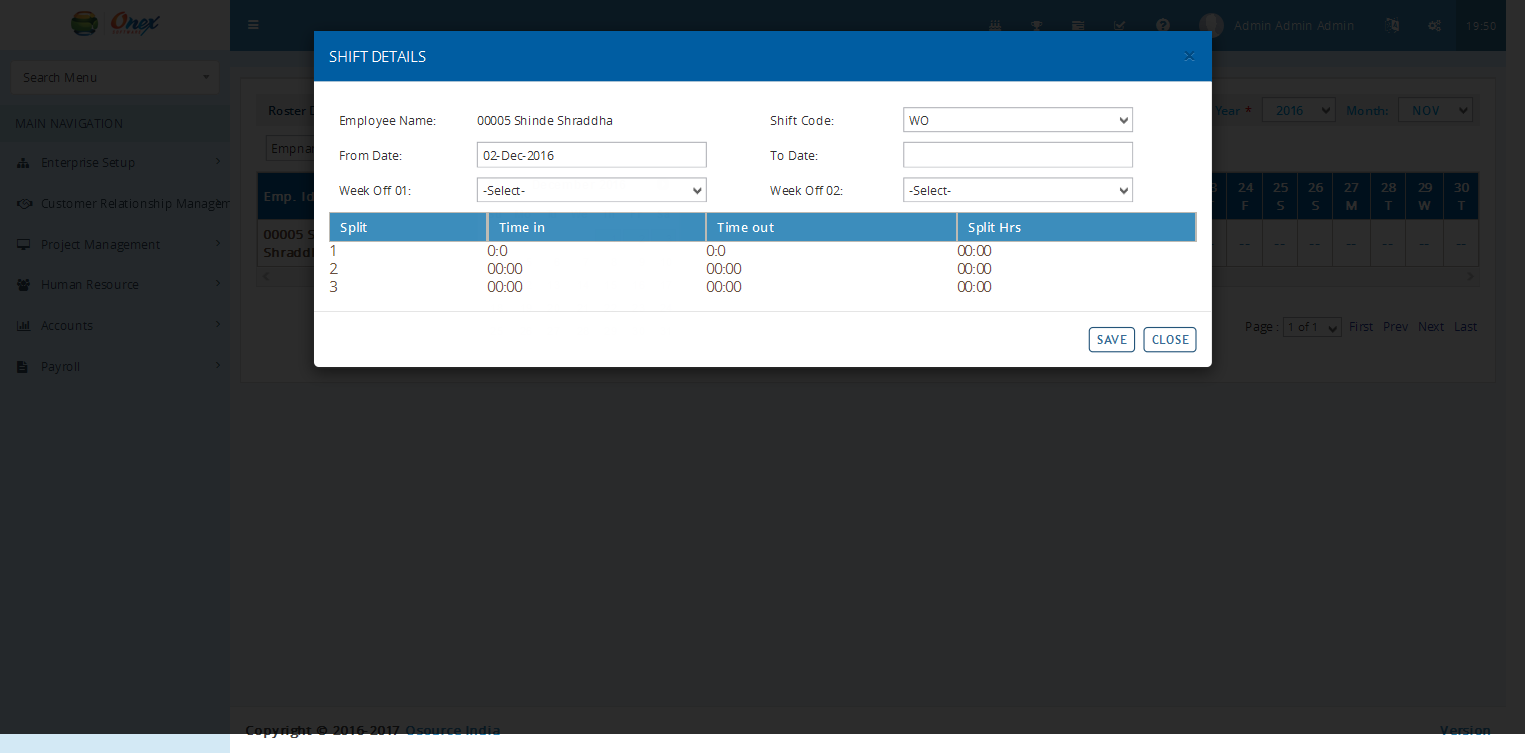 Onex
Admin Admin Admin
19:50
SHIFT DETAILS
×
Search Menu
Roster
Year *
2016
Month:
NOV
MAIN NAVIGATION
Employee Name:
00005 Shinde Shraddha
Shift Code:
WO
Empna
From Date:
02-Dec-2016
To Date:
Enterprise Setup
Week Off 01:
-Select-
Week Off 02:
-Select-
Emp. Id
24 25 26 27 28 29 30
F S S M T W T
Customer Relationship Managem
Split Time in Time out Split Hrs
00005 S
Shraddh
-- -- -- -- -- -- --
Project Management
1 0:0 0:0 00:00
2 00:00 00:00 00:00
3 00:00 00:00 00:00
Human Resource
Accounts
Page : 1 of 1 First Prev Next Last
SAVE CLOSE
Payroll
Copyright © 2016-2017 Osource India
Version